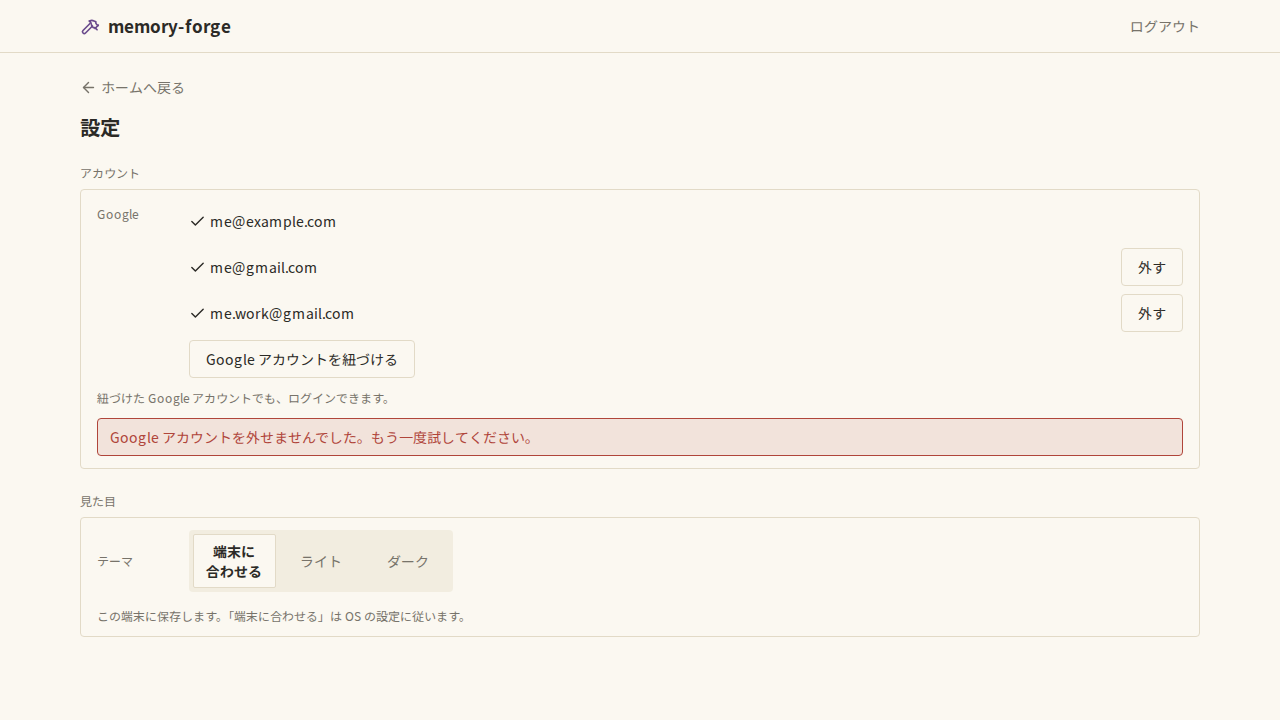 memory-forge
ログアウト
ホームへ戻る
設定
アカウント
Google
me@example.com
me@gmail.com
外す
me.work@gmail.com
外す
Google アカウントを紐づける
紐づけた Google アカウントでも、ログインできます。
Google アカウントを外せませんでした。もう一度試してください。
見た目
テーマ
端末に
合わせる
ライト
ダーク
この端末に保存します。「端末に合わせる」は OS の設定に従います。